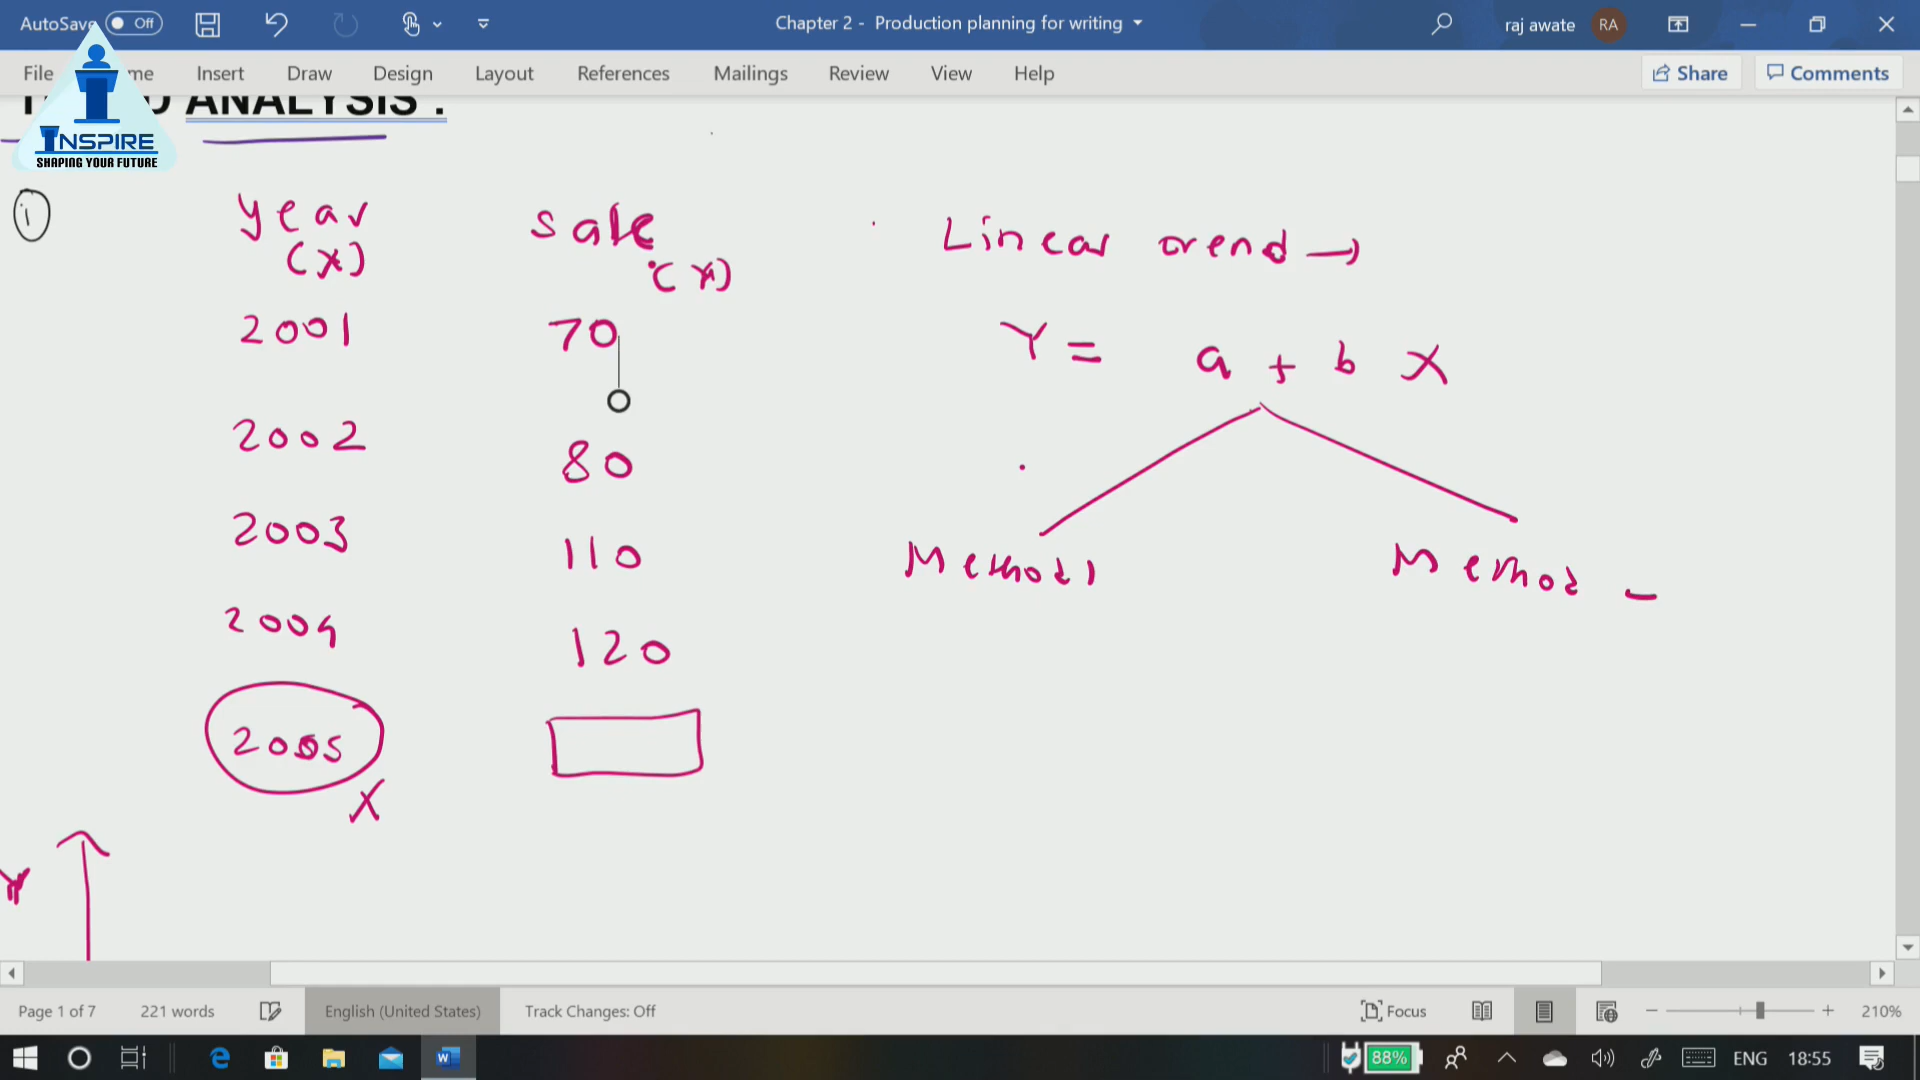 AutoSave Off Chapter 2 - Production planning for writing raj awate RA
File Insert Draw Design Layout References Mailings Review View Help Share Comments
ANALYSIS :
INSPIRE
SHAPING YOUR FUTURE
i year sale Linear trend →
(X)
2001 70 Y = a + b X
2002 80
2003 110 Method 1 Method -
2004 120
2005
X
Y
Page 1 of 7 221 words English (United States) Track Changes: Off Focus 210%
88% ENG 18:55